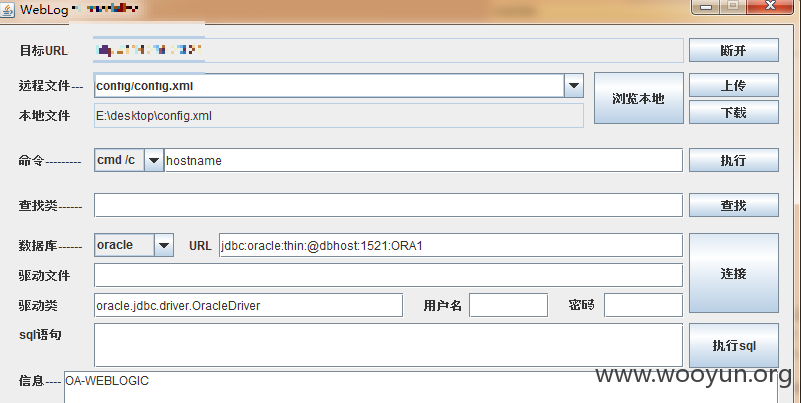 WebLog
目标URL 断开
远程文件--- config/config.xml 浏览本地 上传
本地文件 E:\desktop\config.xml 下载
命令--------- cmd /c hostname 执行
查找类------ 查找
数据库------ oracle URL jdbc:oracle:thin:@dbhost:1521:ORA1 连接
驱动文件
驱动类 oracle.jdbc.driver.OracleDriver 用户名 密码
sql语句 执行sql
www.wooyun.org
信息---- OA-WEBLOGIC